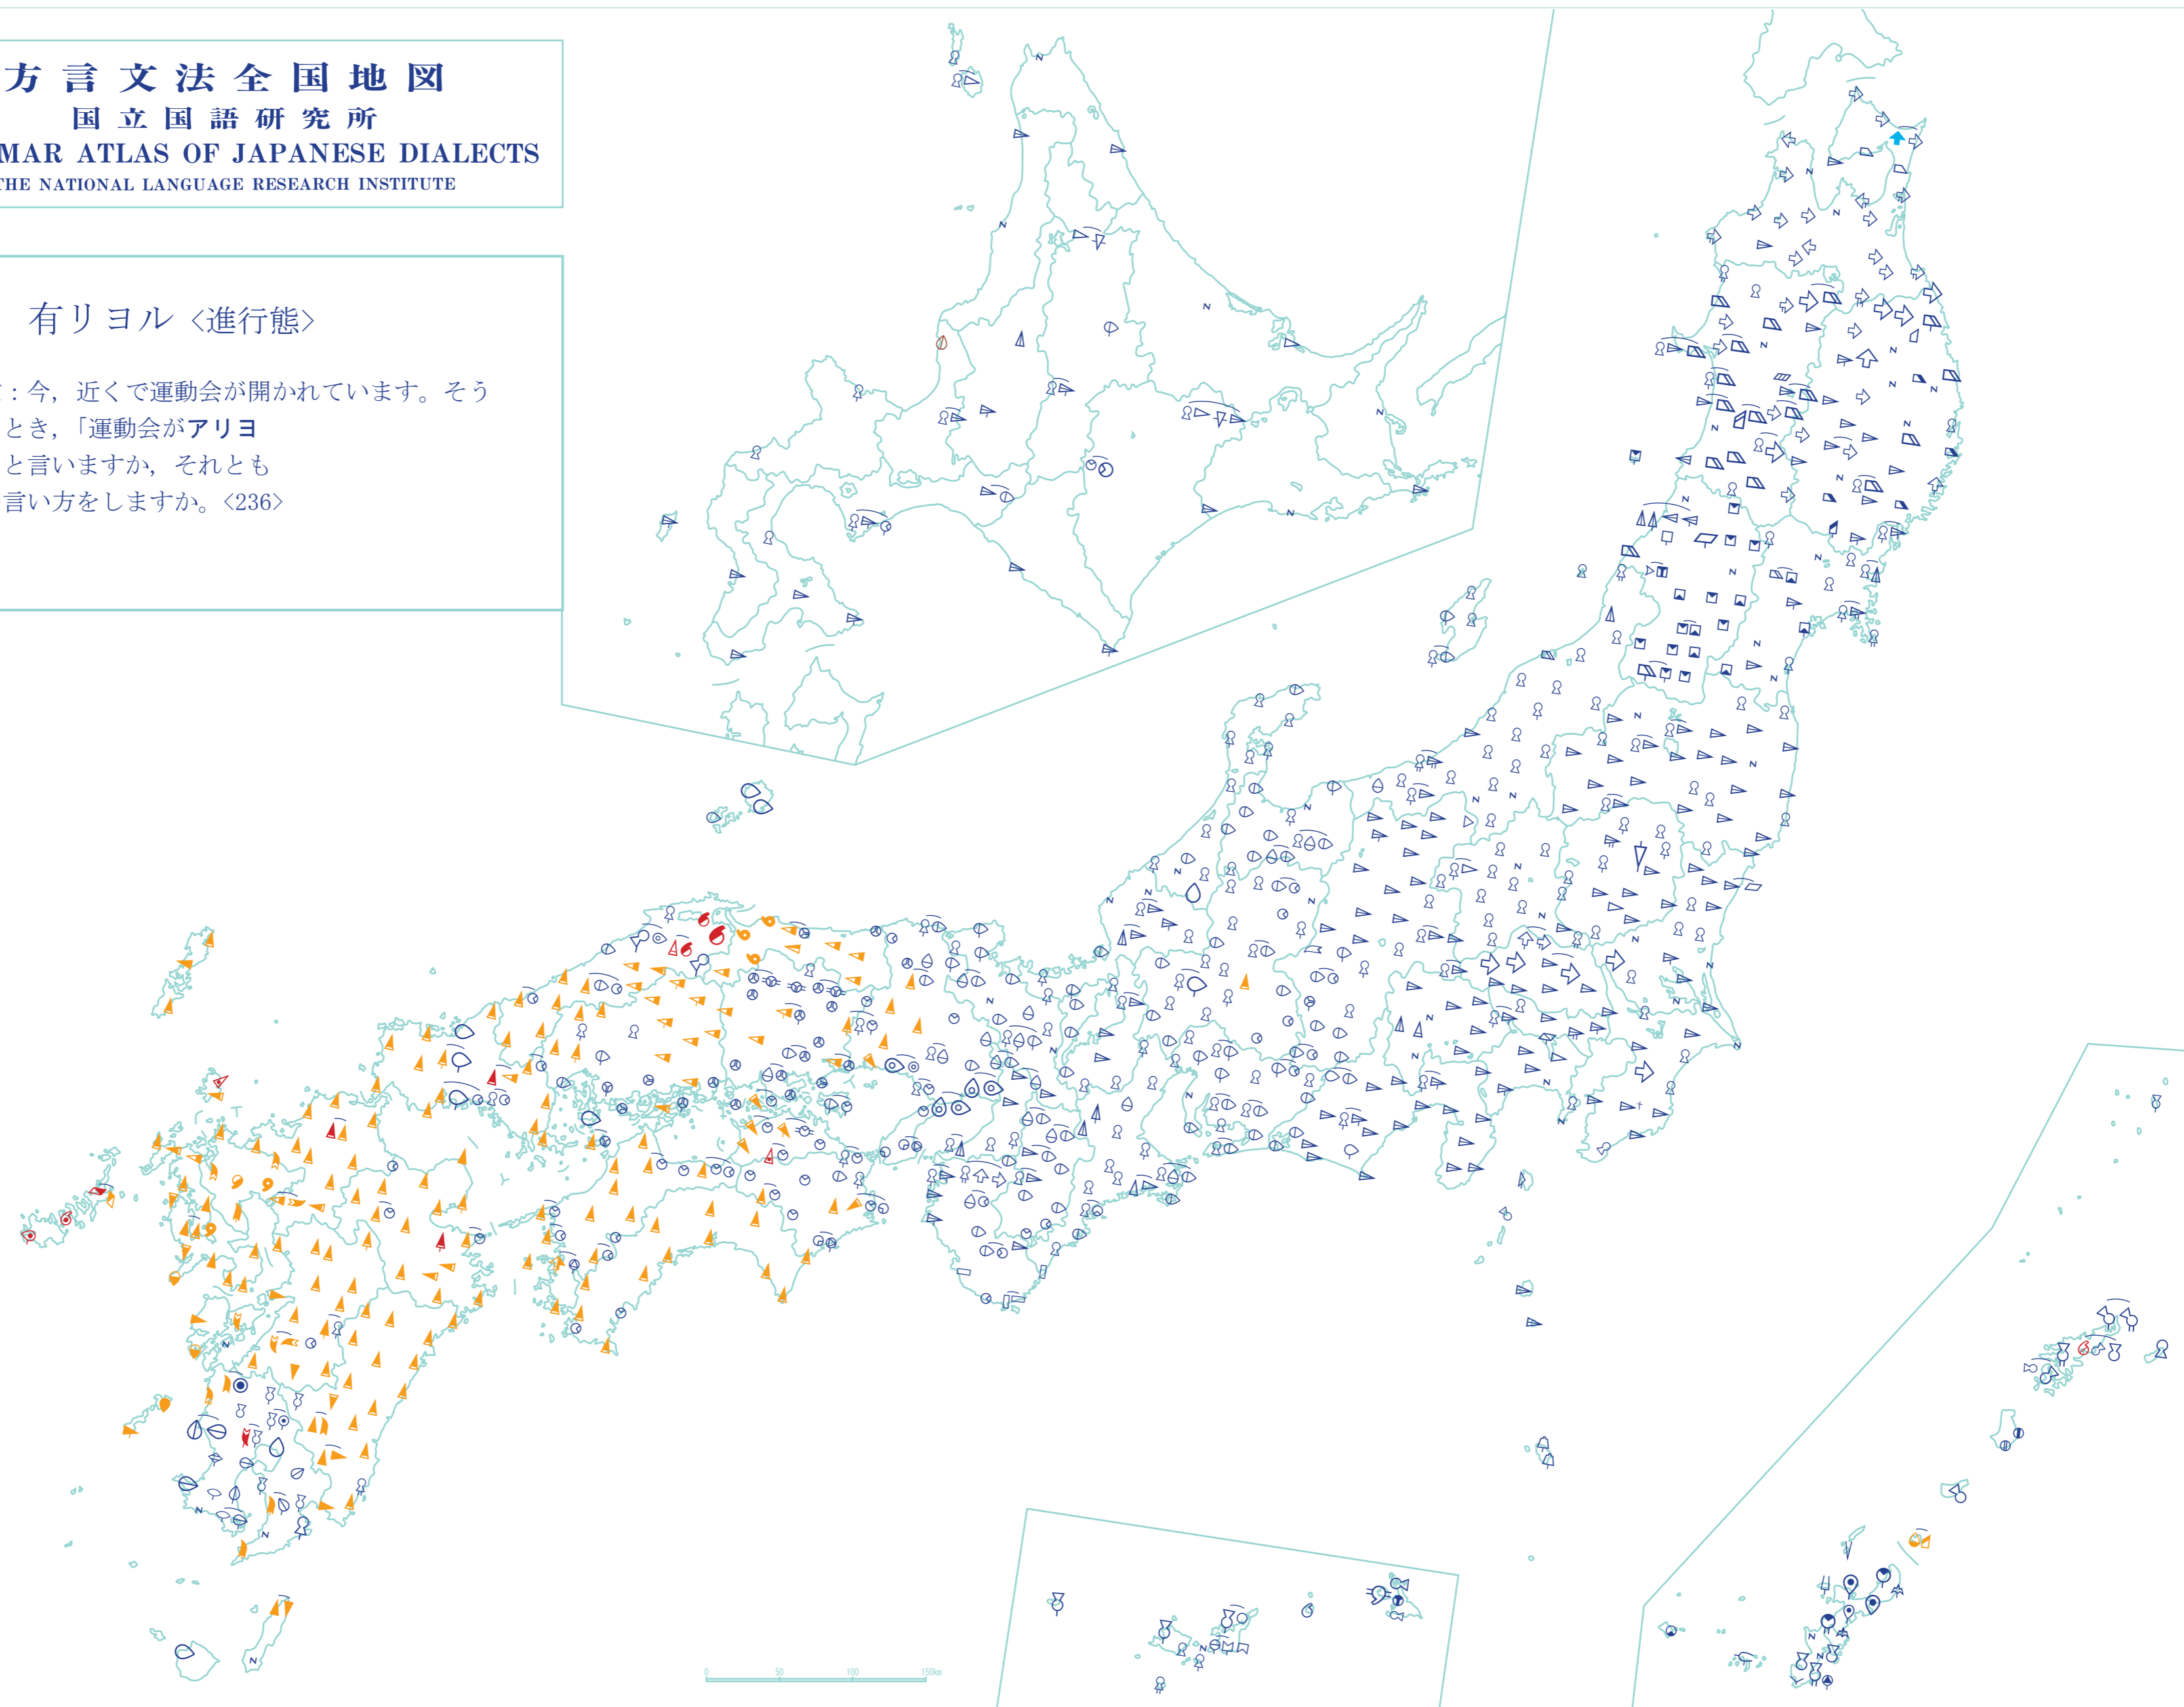 方言文法全国地図
国立国語研究所
MAR ATLAS OF JAPANESE DIALECTS
THE NATIONAL LANGUAGE RESEARCH INSTITUTE
有リヨル〈進行態〉
：今，近くで運動会が開かれています。そう
とき，「運動会がアリヨ
と言いますか，それとも
言い方をしますか。〈236〉
0 50 100 150km